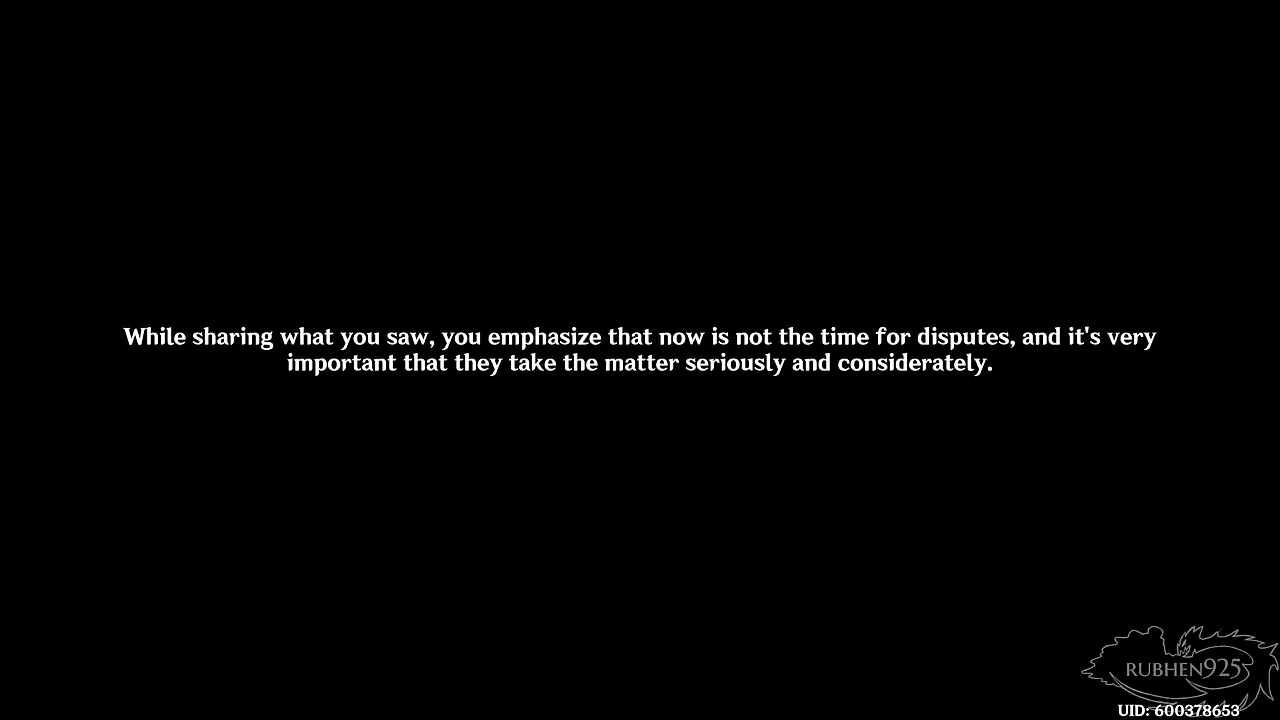 While sharing what you saw, you emphasize that now is not the time for disputes, and it's very
important that they take the matter seriously and considerately.
RUBHEN925
UID: 600378653